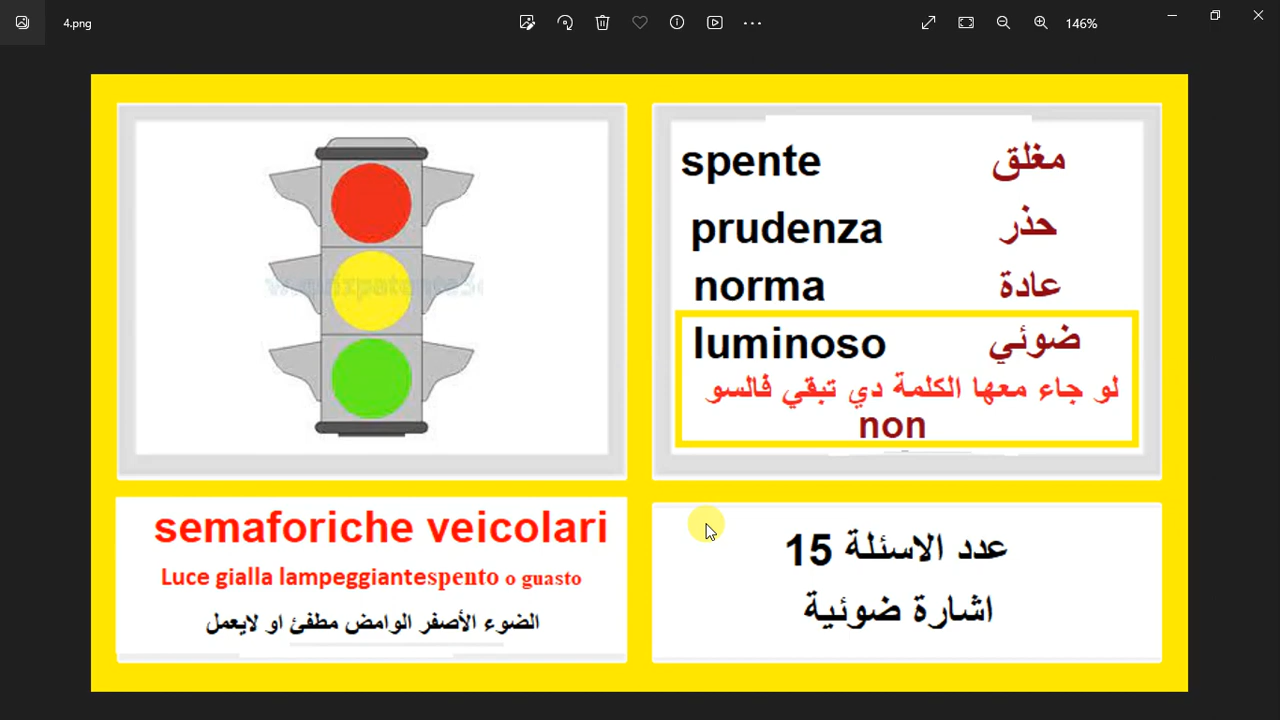 4.png
146%
spente مغلق
prudenza حذر
norma عادة
luminoso ضوئي
لو جاء معها الكلمة دي تبقي فالسو
non
semaforiche veicolari
Luce gialla lampeggiantespento o guasto
الضوء الأصفر الوامض مطفئ او لايعمل
عدد الاسئلة 15
اشارة ضوئية